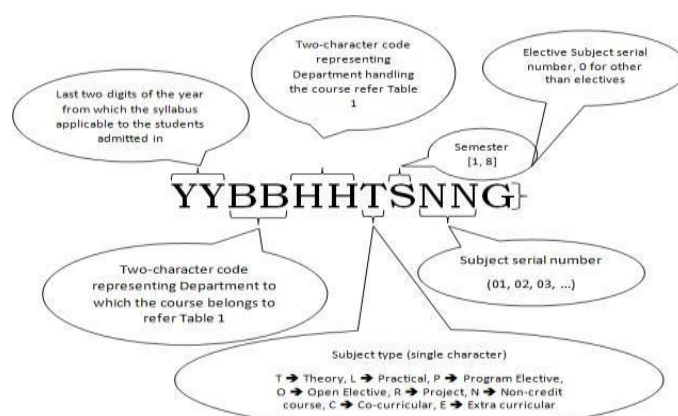 Two-character code
representing
Department handling
the course refer Table
1
Elective Subject serial
number, 0 for other
than electives
Last two digits of the year
from which the syllabus
applicable to the students
admitted in
Semester
[1, 8]
YYBBHHTSNNG
Two-character code
representing Department to
which the course belongs to
refer Table 1
Subject serial number
(01, 02, 03, ...)
Subject type (single character)
T ➔ Theory, L ➔ Practical, P ➔ Program Elective,
O ➔ Open Elective, R ➔ Project, N ➔ Non-credit
course, C ➔ Co-curricular, E ➔ Extra curricular